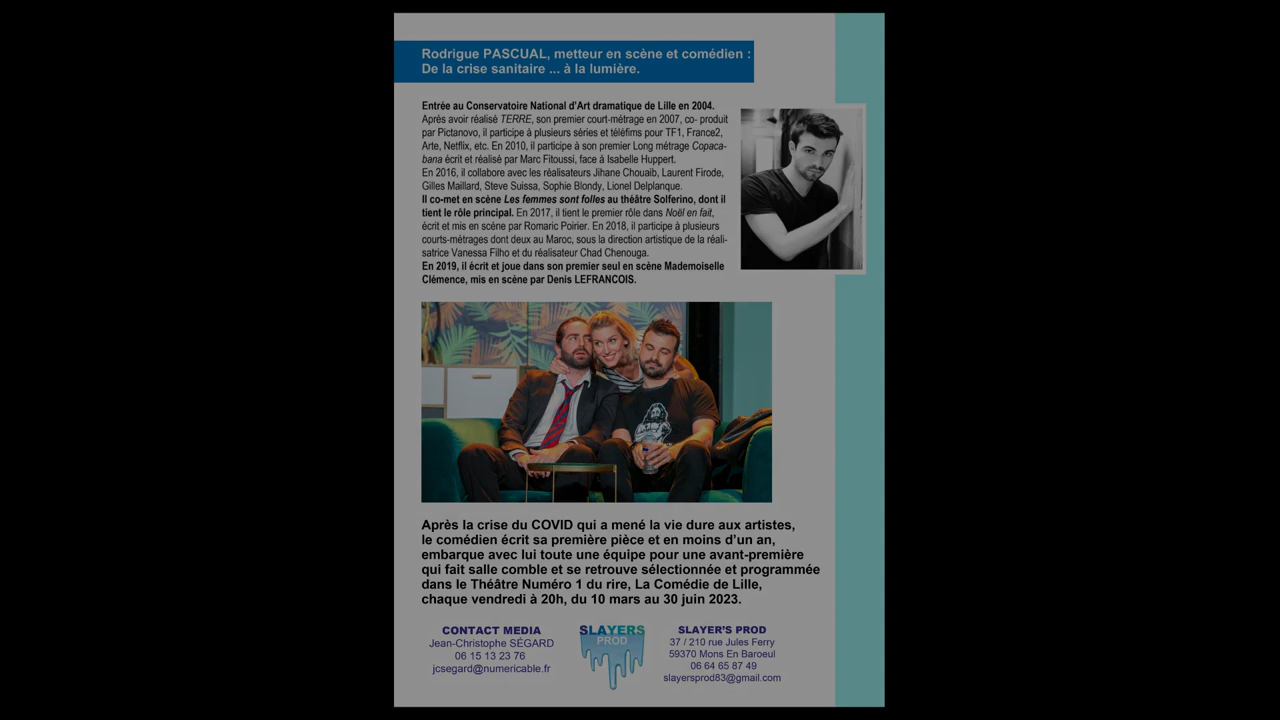 Rodrigue PASCUAL, metteur en scène et comédien :
De la crise sanitaire ... à la lumière.
Entrée au Conservatoire National d'Art dramatique de Lille en 2004.
Après avoir réalisé TERRE, son premier court-métrage en 2007, co- produit
par Pictanovo, il participe à plusieurs séries et téléfims pour TF1, France2,
Arte, Netflix, etc. En 2010, il participe à son premier Long métrage Copaca-
bana écrit et réalisé par Marc Fitoussi, face à Isabelle Huppert.
En 2016, il collabore avec les réalisateurs Jihane Chouaib, Laurent Firode,
Gilles Maillard, Steve Suissa, Sophie Blondy, Lionel Delplanque.
Il co-met en scène Les femmes sont folles au théâtre Solferino, dont il
tient le rôle principal. En 2017, il tient le premier rôle dans Noël en fait,
écrit et mis en scène par Romaric Poirier. En 2018, il participe à plusieurs
courts-métrages dont deux au Maroc, sous la direction artistique de la réali-
satrice Vanessa Filho et du réalisateur Chad Chenouga.
En 2019, il écrit et joue dans son premier seul en scène Mademoiselle
Clémence, mis en scène par Denis LEFRANCOIS.
Après la crise du COVID qui a mené la vie dure aux artistes,
le comédien écrit sa première pièce et en moins d'un an,
embarque avec lui toute une équipe pour une avant-première
qui fait salle comble et se retrouve sélectionnée et programmée
dans le Théâtre Numéro 1 du rire, La Comédie de Lille,
chaque vendredi à 20h, du 10 mars au 30 juin 2023.
CONTACT MEDIA
Jean-Christophe SÉGARD
06 15 13 23 76
jcsegard@numericable.fr
SLAYERS
PROD
SLAYER'S PROD
37 / 210 rue Jules Ferry
59370 Mons En Baroeul
06 64 65 87 49
slayersprod83@gmail.com